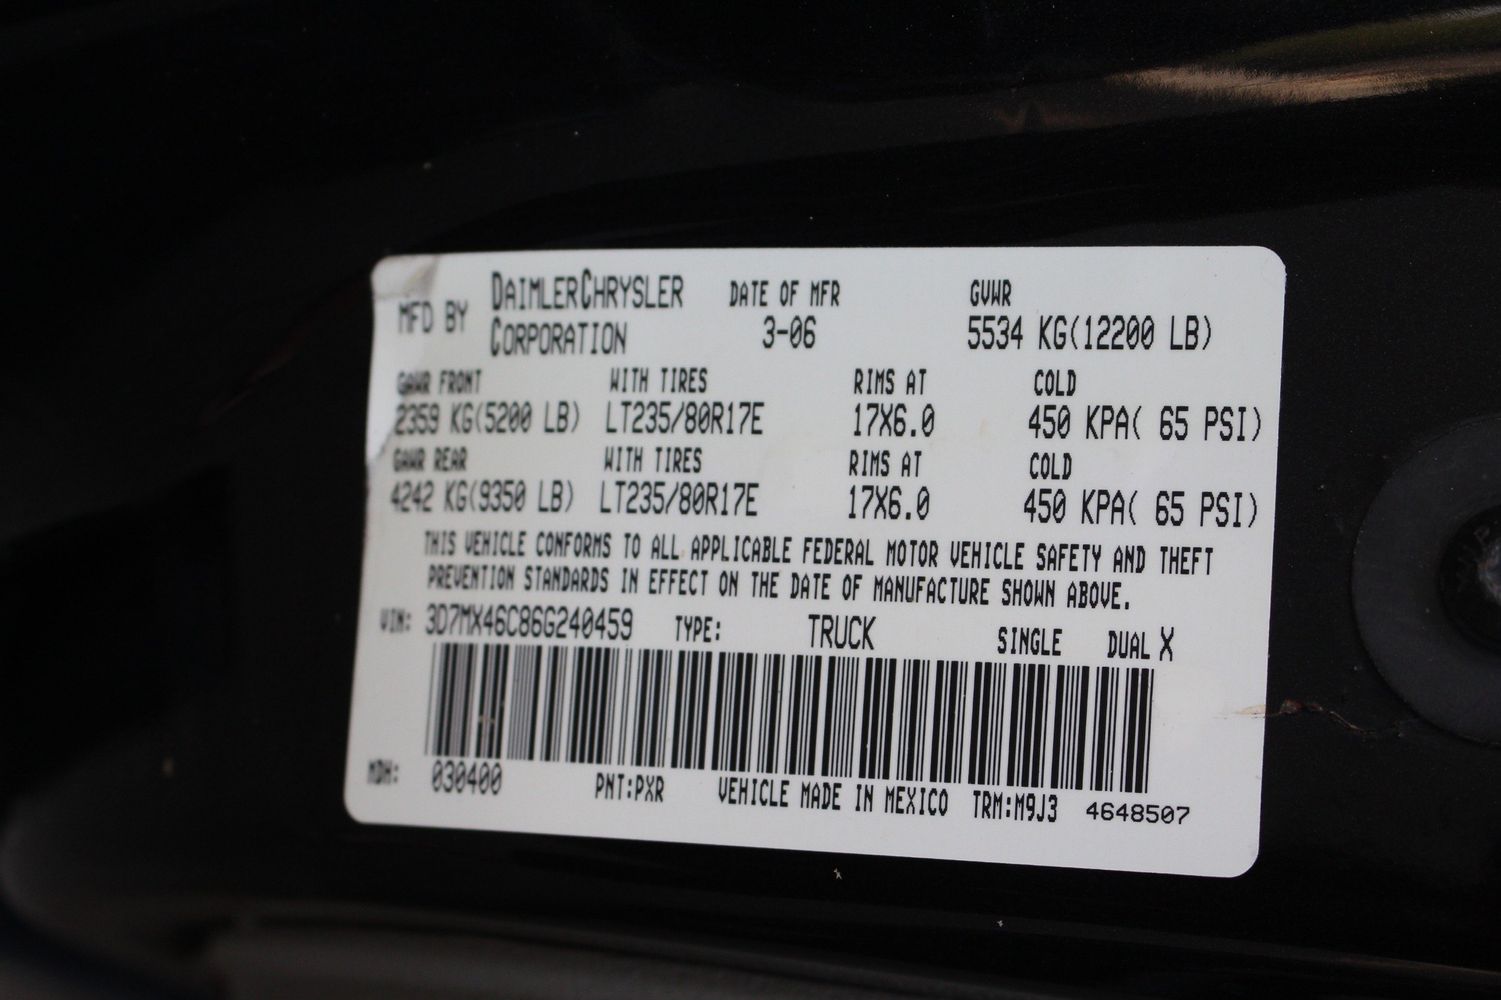 MFD BY DAIMLERCHRYSLER CORPORATION DATE OF MFR 3-06 GVWR 5534 KG(12200 LB)
GAWR FRONT WITH TIRES RIMS AT COLD
2359 KG(5200 LB) LT235/80R17E 17X6.0 450 KPA( 65 PSI)
GAWR REAR WITH TIRES RIMS AT COLD
4242 KG(9350 LB) LT235/80R17E 17X6.0 450 KPA( 65 PSI)
THIS VEHICLE CONFORMS TO ALL APPLICABLE FEDERAL MOTOR VEHICLE SAFETY AND THEFT
PREVENTION STANDARDS IN EFFECT ON THE DATE OF MANUFACTURE SHOWN ABOVE.
VIN: 3D7MX46C86G240459 TYPE: TRUCK SINGLE DUAL X
MDH: 030400 PNT:PXR VEHICLE MADE IN MEXICO TRM:M9J3 4648507